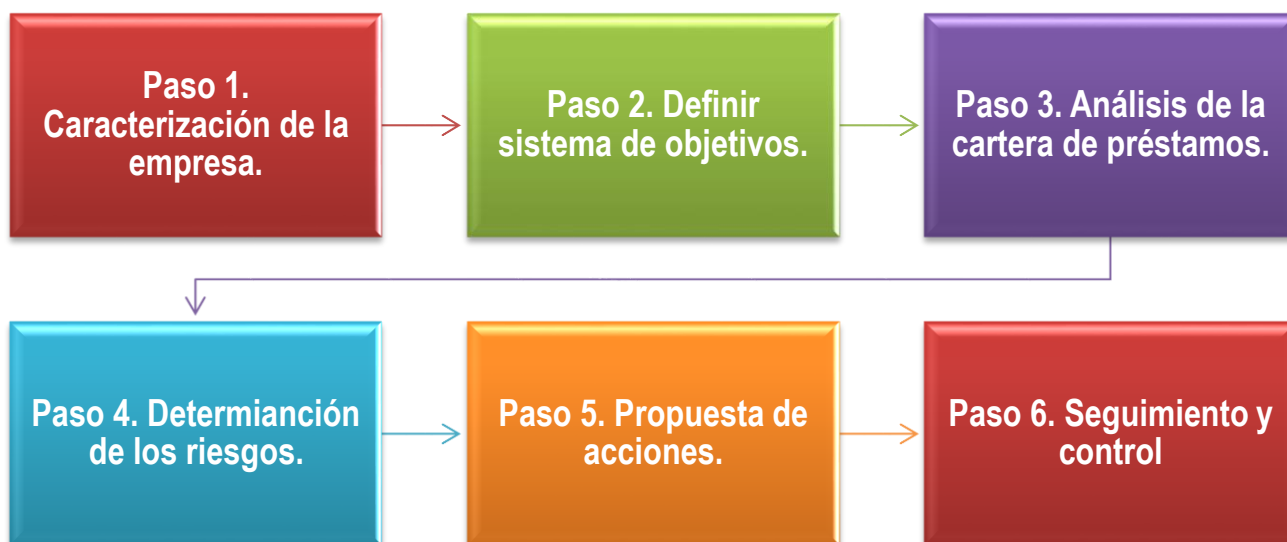 Paso 1.
Caracterización de la
empresa.
Paso 2. Definir
sistema de objetivos.
Paso 3. Análisis de la
cartera de préstamos.
Paso 4. Determianción
de los riesgos.
Paso 5. Propuesta de
acciones.
Paso 6. Seguimiento y
control